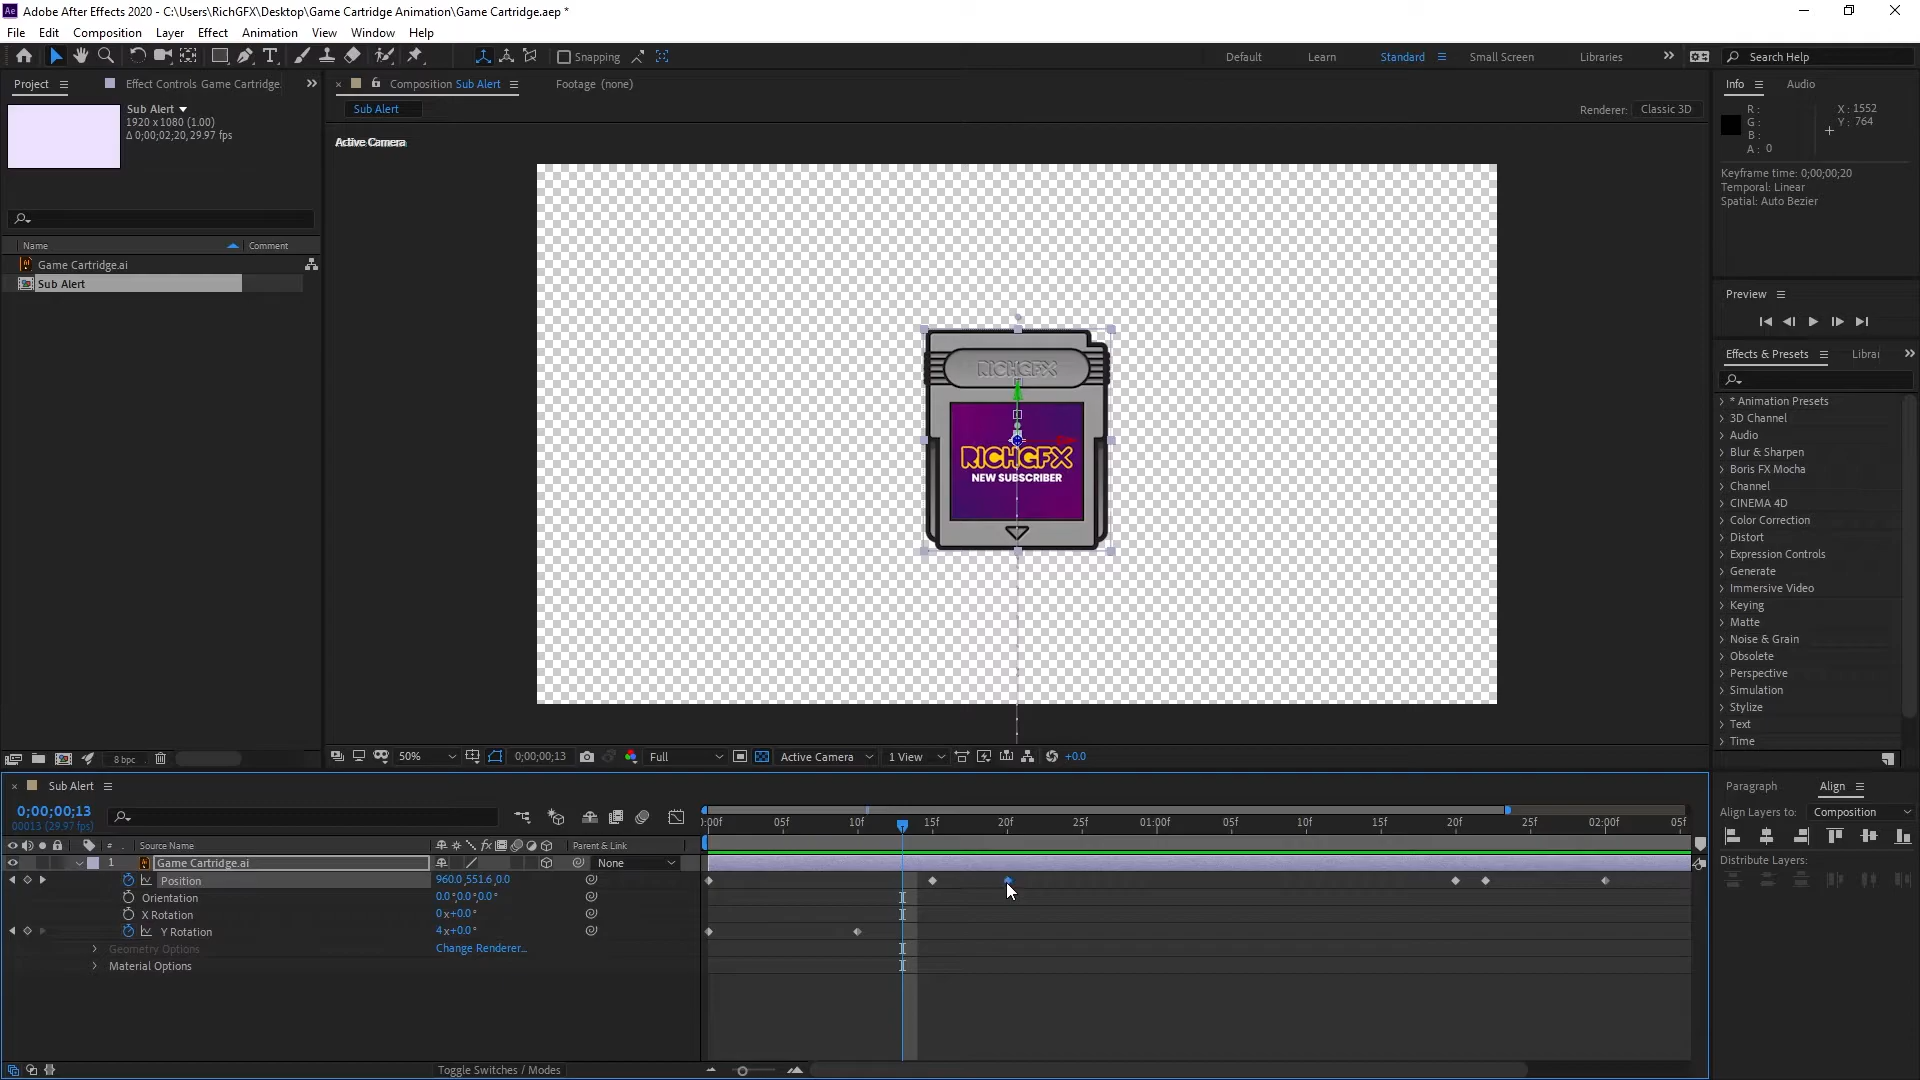 Adobe After Effects 2020 - C:\Users\RichGFX\Desktop\Game Cartridge Animation\Game Cartridge.aep *
File Edit Composition Layer Effect Animation View Window Help
Snapping Default Learn Standard Small Screen Libraries Search Help
Project Effect Controls Game Cartridge.
Composition Sub Alert Footage (none)
Info Audio
Sub Alert
1920 x 1080 (1.00)
Δ 0;00;02;20, 29.97 fps
Sub Alert
Renderer: Classic 3D
R : X : 1552
G : Y : 764
B :
A : 0
Active Camera
Keyframe time: 0;00;00;20
Temporal: Linear
Spatial: Auto Bezier
Name Comment
Game Cartridge.ai
Sub Alert
Preview
Effects & Presets
* Animation Presets
3D Channel
Audio
Blur & Sharpen
Boris FX Mocha
Channel
CINEMA 4D
Color Correction
Distort
Expression Controls
Generate
Immersive Video
Keying
Matte
Noise & Grain
Obsolete
Perspective
Simulation
Stylize
Text
Time
RICHGFX
RICHGFX
NEW SUBSCRIBER
8 bpc
50% 0;00;00;13 Full Active Camera 1 View +0.0
Sub Alert
0;00;00;13
00013 (29.97 fps)
:00f 05f 10f 15f 20f 25f 01:00f 05f 10f 15f 20f 25f 02:00f 05f
# . Source Name fx Parent & Link
1 Game Cartridge.ai None
Position 960.0,551.6,0.0
Orientation 0.0°,0.0°,0.0°
X Rotation 0x+0.0°
Y Rotation 4x+0.0°
Geometry Options Change Renderer...
Material Options
Toggle Switches / Modes
Paragraph Align
Align Layers to: Composition
Distribute Layers: